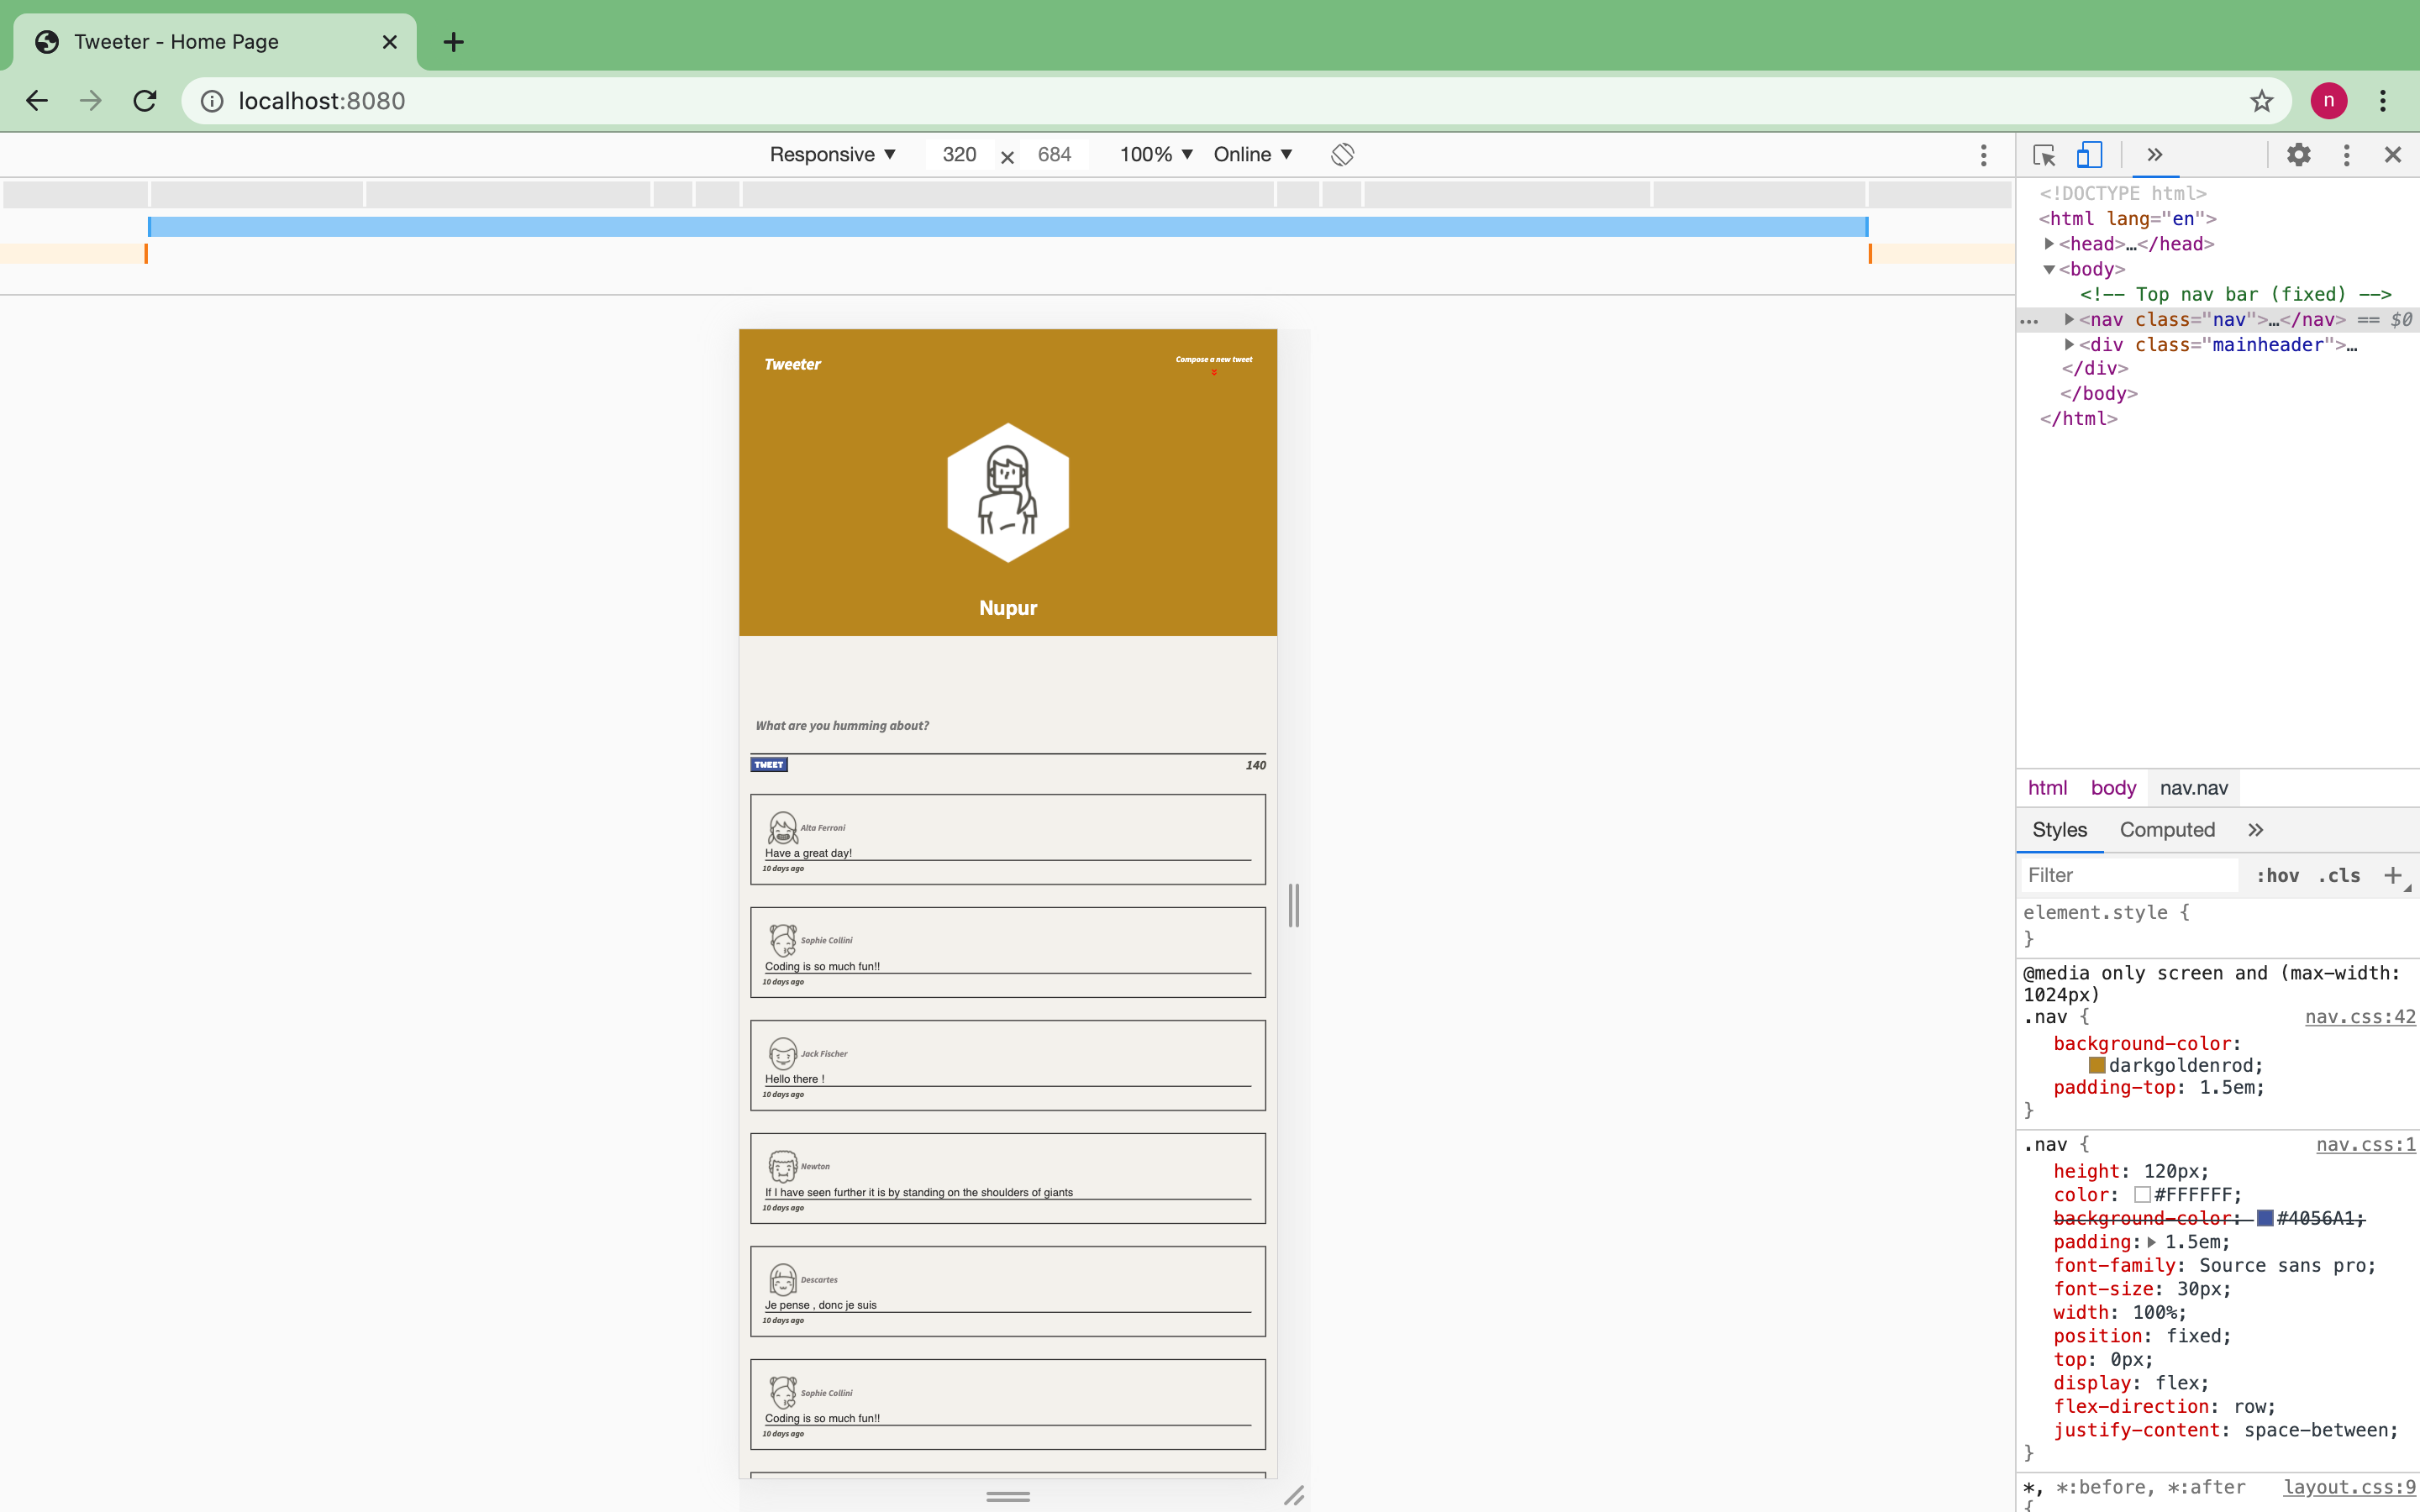 Tweeter - Home Page
localhost:8080
n
Responsive ▼ 320 × 684 100% ▼ Online ▼
Tweeter
Compose a new tweet
Nupur
What are you humming about?
TWEET 140
Alta Ferroni
Have a great day!
10 days ago
Sophie Collini
Coding is so much fun!!
10 days ago
Jack Fischer
Hello there !
10 days ago
Newton
If I have seen further it is by standing on the shoulders of giants
10 days ago
Descartes
Je pense , donc je suis
10 days ago
Sophie Collini
Coding is so much fun!!
10 days ago
<!DOCTYPE html>
<html lang="en">
<head>…</head>
<body>
<!-- Top nav bar (fixed) -->
<nav class="nav">…</nav> == $0
<div class="mainheader">…
</div>
</body>
</html>
html body nav.nav
Styles Computed »
Filter :hov .cls +
element.style {
}
@media only screen and (max-width:
1024px)
.nav { nav.css:42
background-color:
darkgoldenrod;
padding-top: 1.5em;
}
.nav { nav.css:1
height: 120px;
color: #FFFFFF;
background-color: #4056A1;
padding: 1.5em;
font-family: Source sans pro;
font-size: 30px;
width: 100%;
position: fixed;
top: 0px;
display: flex;
flex-direction: row;
justify-content: space-between;
}
*, *:before, *:after layout.css:9
{